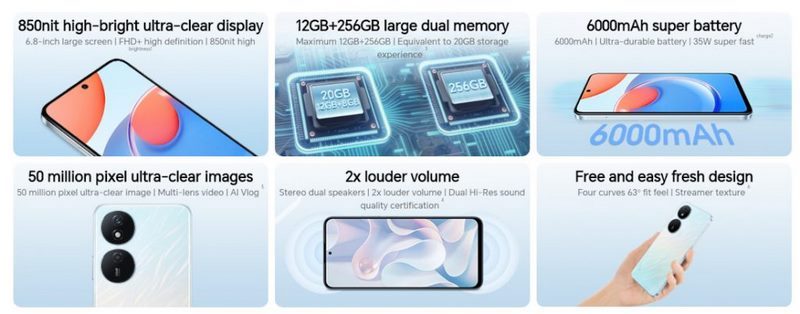 850nit high-bright ultra-clear display
6.8-inch large screen | FHD+ high definition | 850nit high
brightness¹
12GB+256GB large dual memory
Maximum 12GB+256GB | Equivalent to 20GB storage
experience
20GB
12GB+8GB
256GB
6000mAh super battery
6000mAh | Ultra-durable battery | 35W super fast
charge²
6000mAh
50 million pixel ultra-clear images
50 million pixel ultra-clear image | Multi-lens video | AI Vlog
2x louder volume
Stereo dual speakers | 2x louder volume | Dual Hi-Res sound
quality certification⁴
Free and easy fresh design
Four curves 63° fit feel | Streamer texture